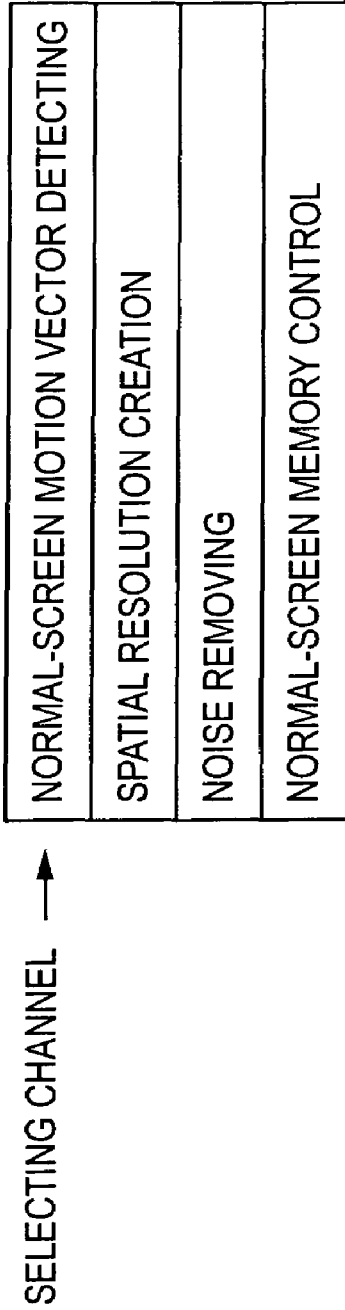 SELECTING CHANNEL →
NORMAL-SCREEN MOTION VECTOR DETECTING
SPATIAL RESOLUTION CREATION
NOISE REMOVING
NORMAL-SCREEN MEMORY CONTROL